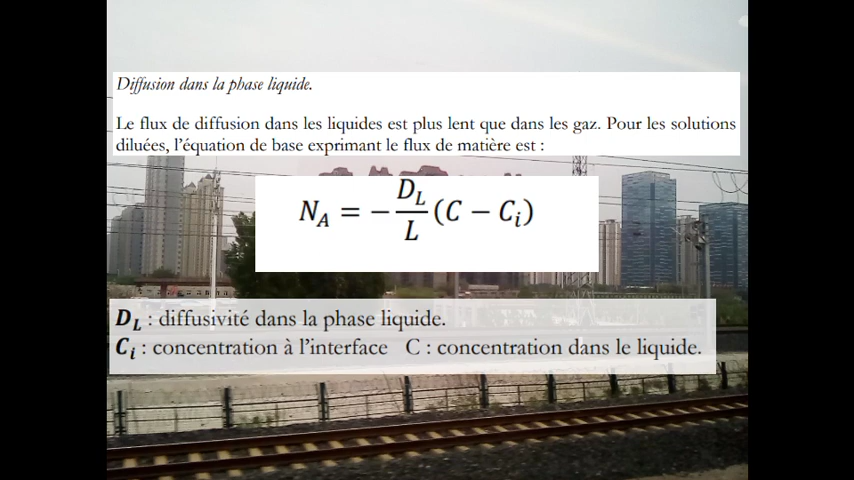 Diffusion dans la phase liquide.
Le flux de diffusion dans les liquides est plus lent que dans les gaz. Pour les solutions
diluées, l'équation de base exprimant le flux de matière est :
N_A = -\frac{D_L}{L}(C - C_i)
D_L : diffusivité dans la phase liquide.
C_i : concentration à l'interface C : concentration dans le liquide.